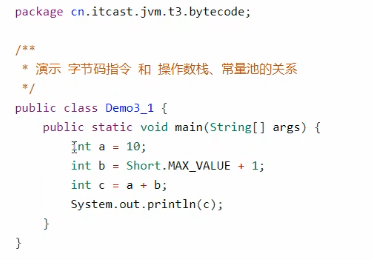 package cn.itcast.jvm.t3.bytecode;
/**
 * 演示 字节码指令 和 操作数栈、常量池的关系
 */
public class Demo3_1 {
    public static void main(String[] args) {
        int a = 10;
        int b = Short.MAX_VALUE + 1;
        int c = a + b;
        System.out.println(c);
    }
}